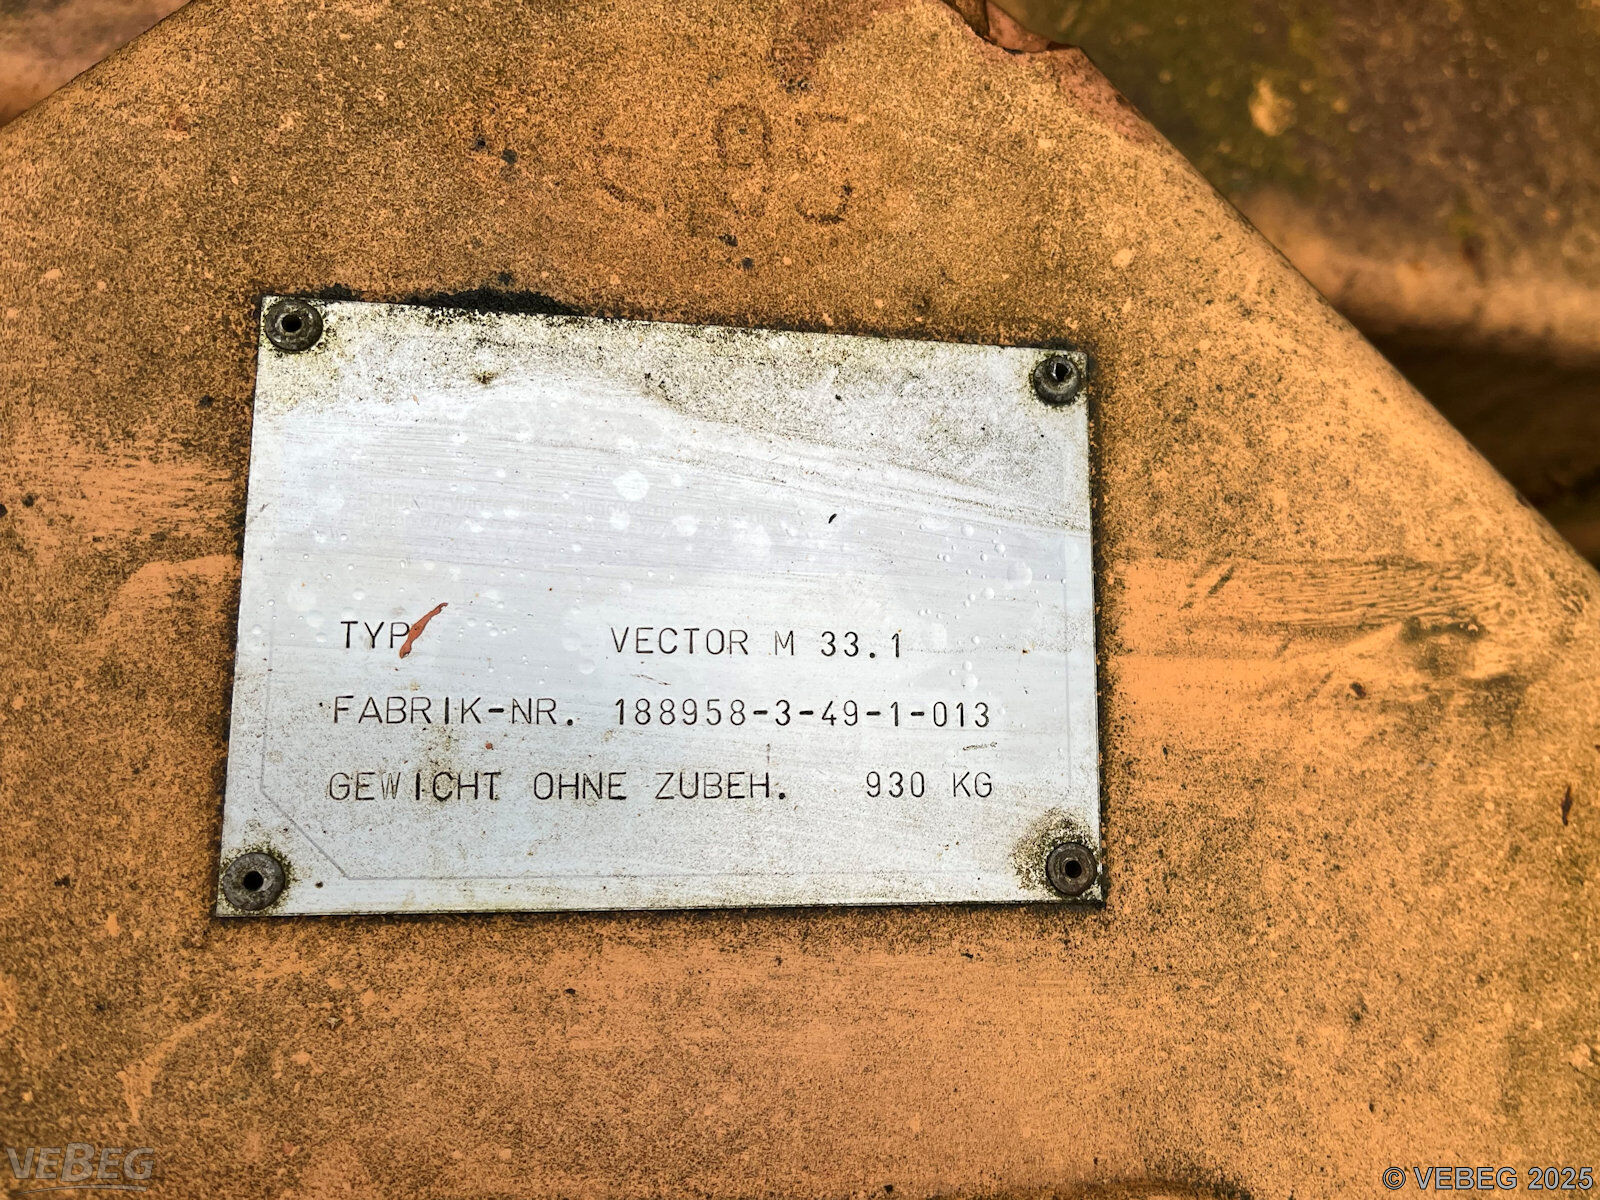 TYP VECTOR M 33.1
FABRIK-NR. 188958-3-49-1-013
GEWICHT OHNE ZUBEH. 930 KG
VEBEG
© VEBEG 2025